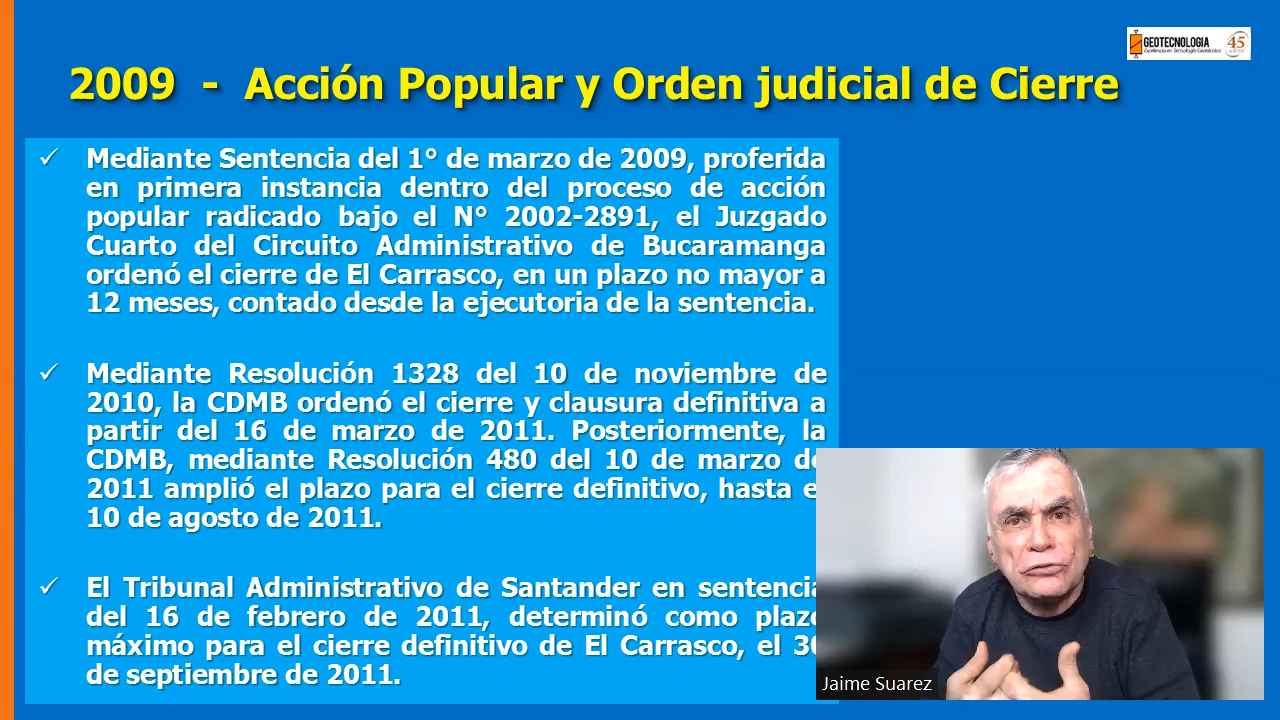 GEOTECNOLOGIA
45
2009 - Acción Popular y Orden judicial de Cierre
✓ Mediante Sentencia del 1° de marzo de 2009, proferida
en primera instancia dentro del proceso de acción
popular radicado bajo el N° 2002-2891, el Juzgado
Cuarto del Circuito Administrativo de Bucaramanga
ordenó el cierre de El Carrasco, en un plazo no mayor a
12 meses, contado desde la ejecutoria de la sentencia.
✓ Mediante Resolución 1328 del 10 de noviembre de
2010, la CDMB ordenó el cierre y clausura definitiva a
partir del 16 de marzo de 2011. Posteriormente, la
CDMB, mediante Resolución 480 del 10 de marzo
2011 amplió el plazo para el cierre definitivo, hasta
10 de agosto de 2011.
✓ El Tribunal Administrativo de Santander en sentencia
del 16 de febrero de 2011, determinó como
máximo para el cierre definitivo de El Carrasco, el
de septiembre de 2011.
Jaime Suarez